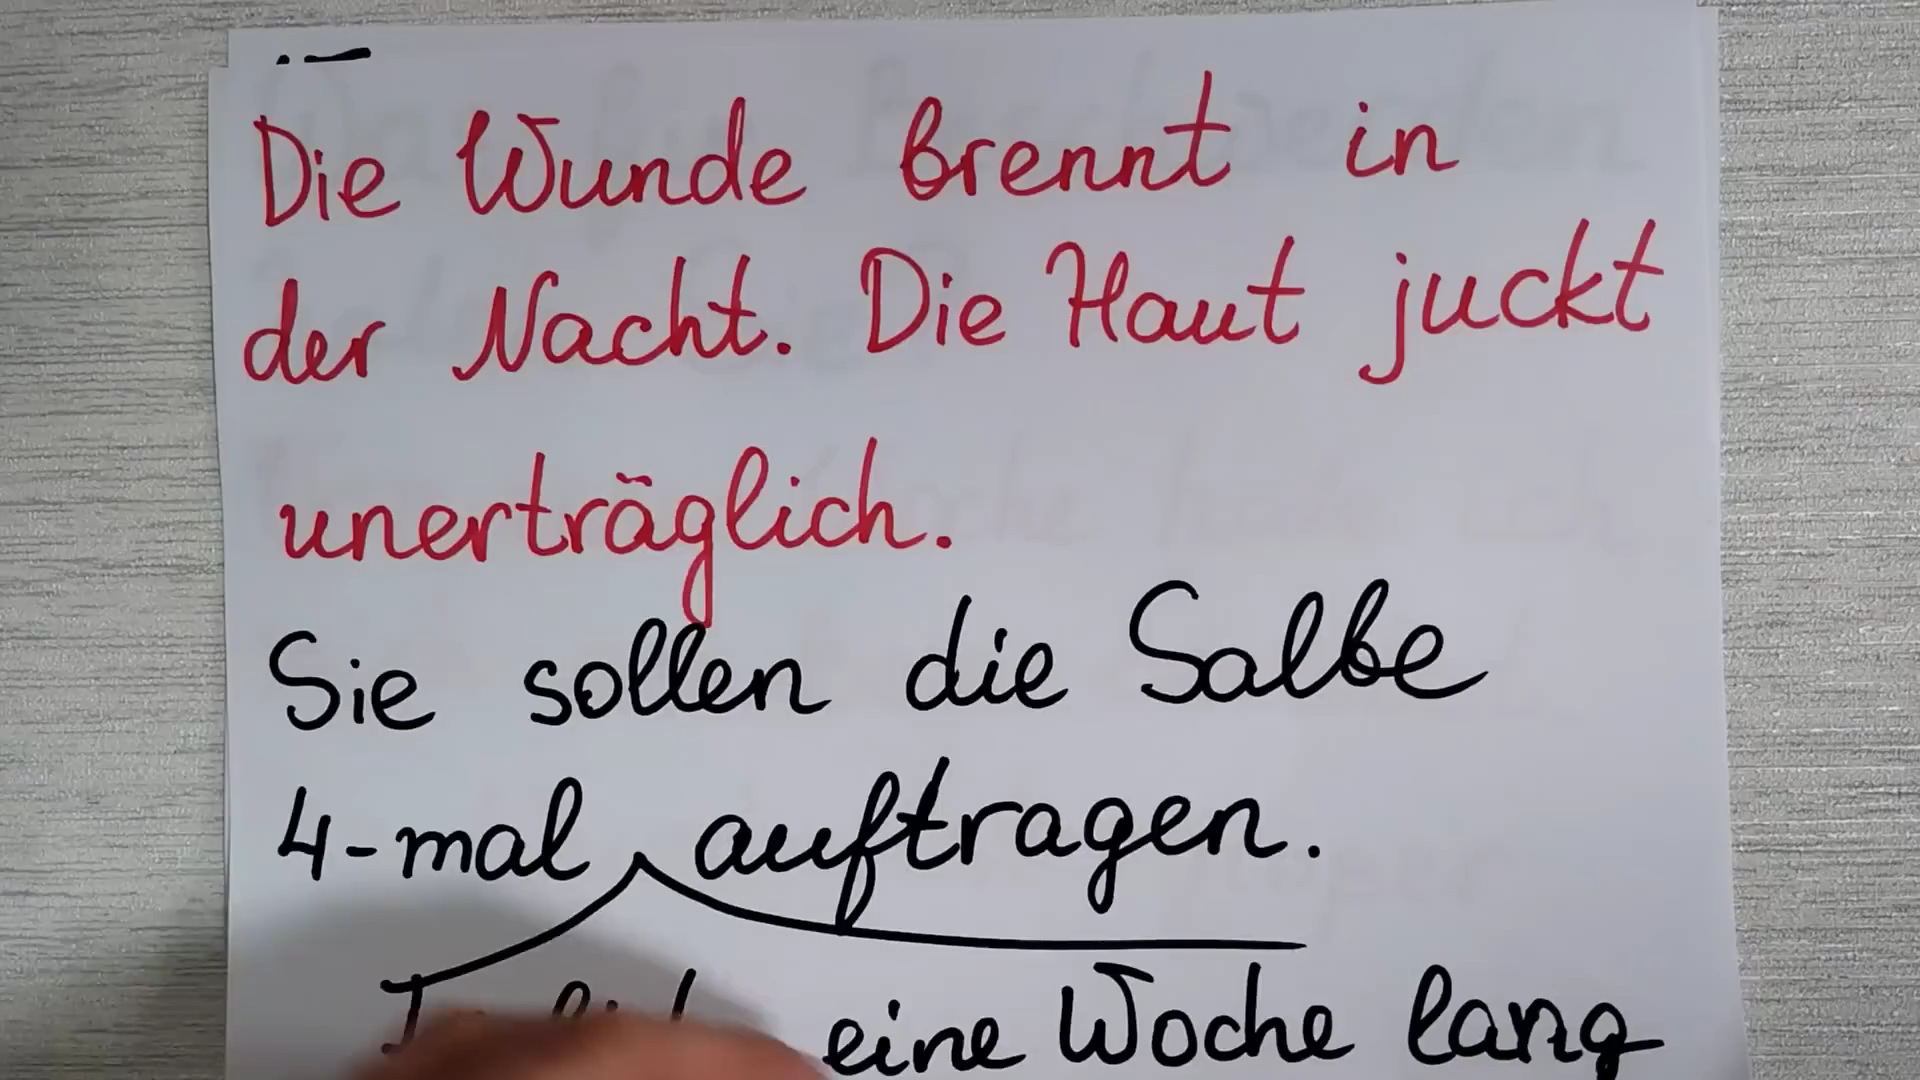 Die Wunde brennt in
der Nacht. Die Haut juckt
unerträglich.
Sie sollen die Salbe
4-mal auftragen.
eine Woche lang